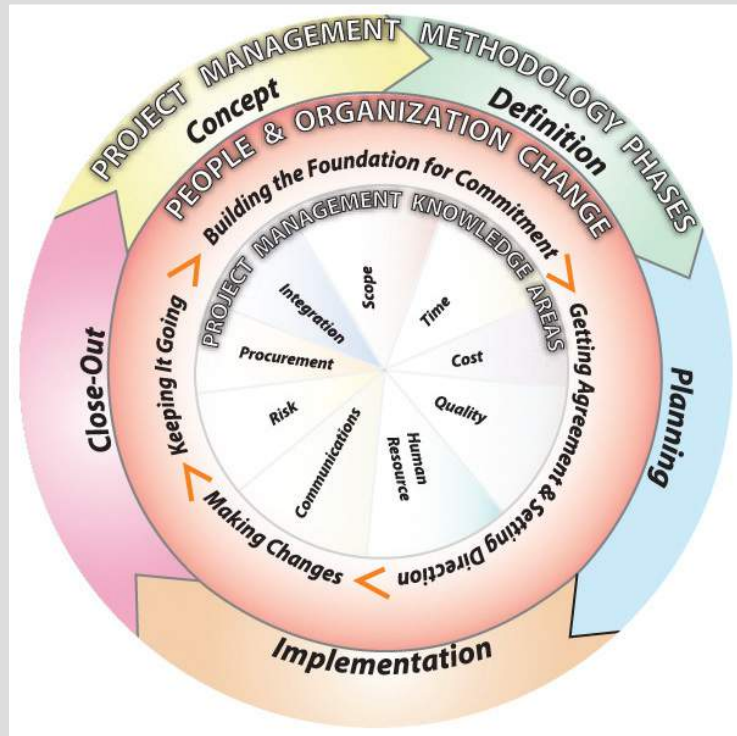 PROJECT MANAGEMENT METHODOLOGY PHASES
Concept
Definition
Planning
Implementation
Close-Out
PEOPLE & ORGANIZATION CHANGE
Building the Foundation for Commitment
Getting Agreement & Setting Direction
Making Changes
Keeping It Going
PROJECT MANAGEMENT KNOWLEDGE AREAS
Scope
Time
Cost
Quality
Human
Resource
Communications
Risk
Procurement
Integration